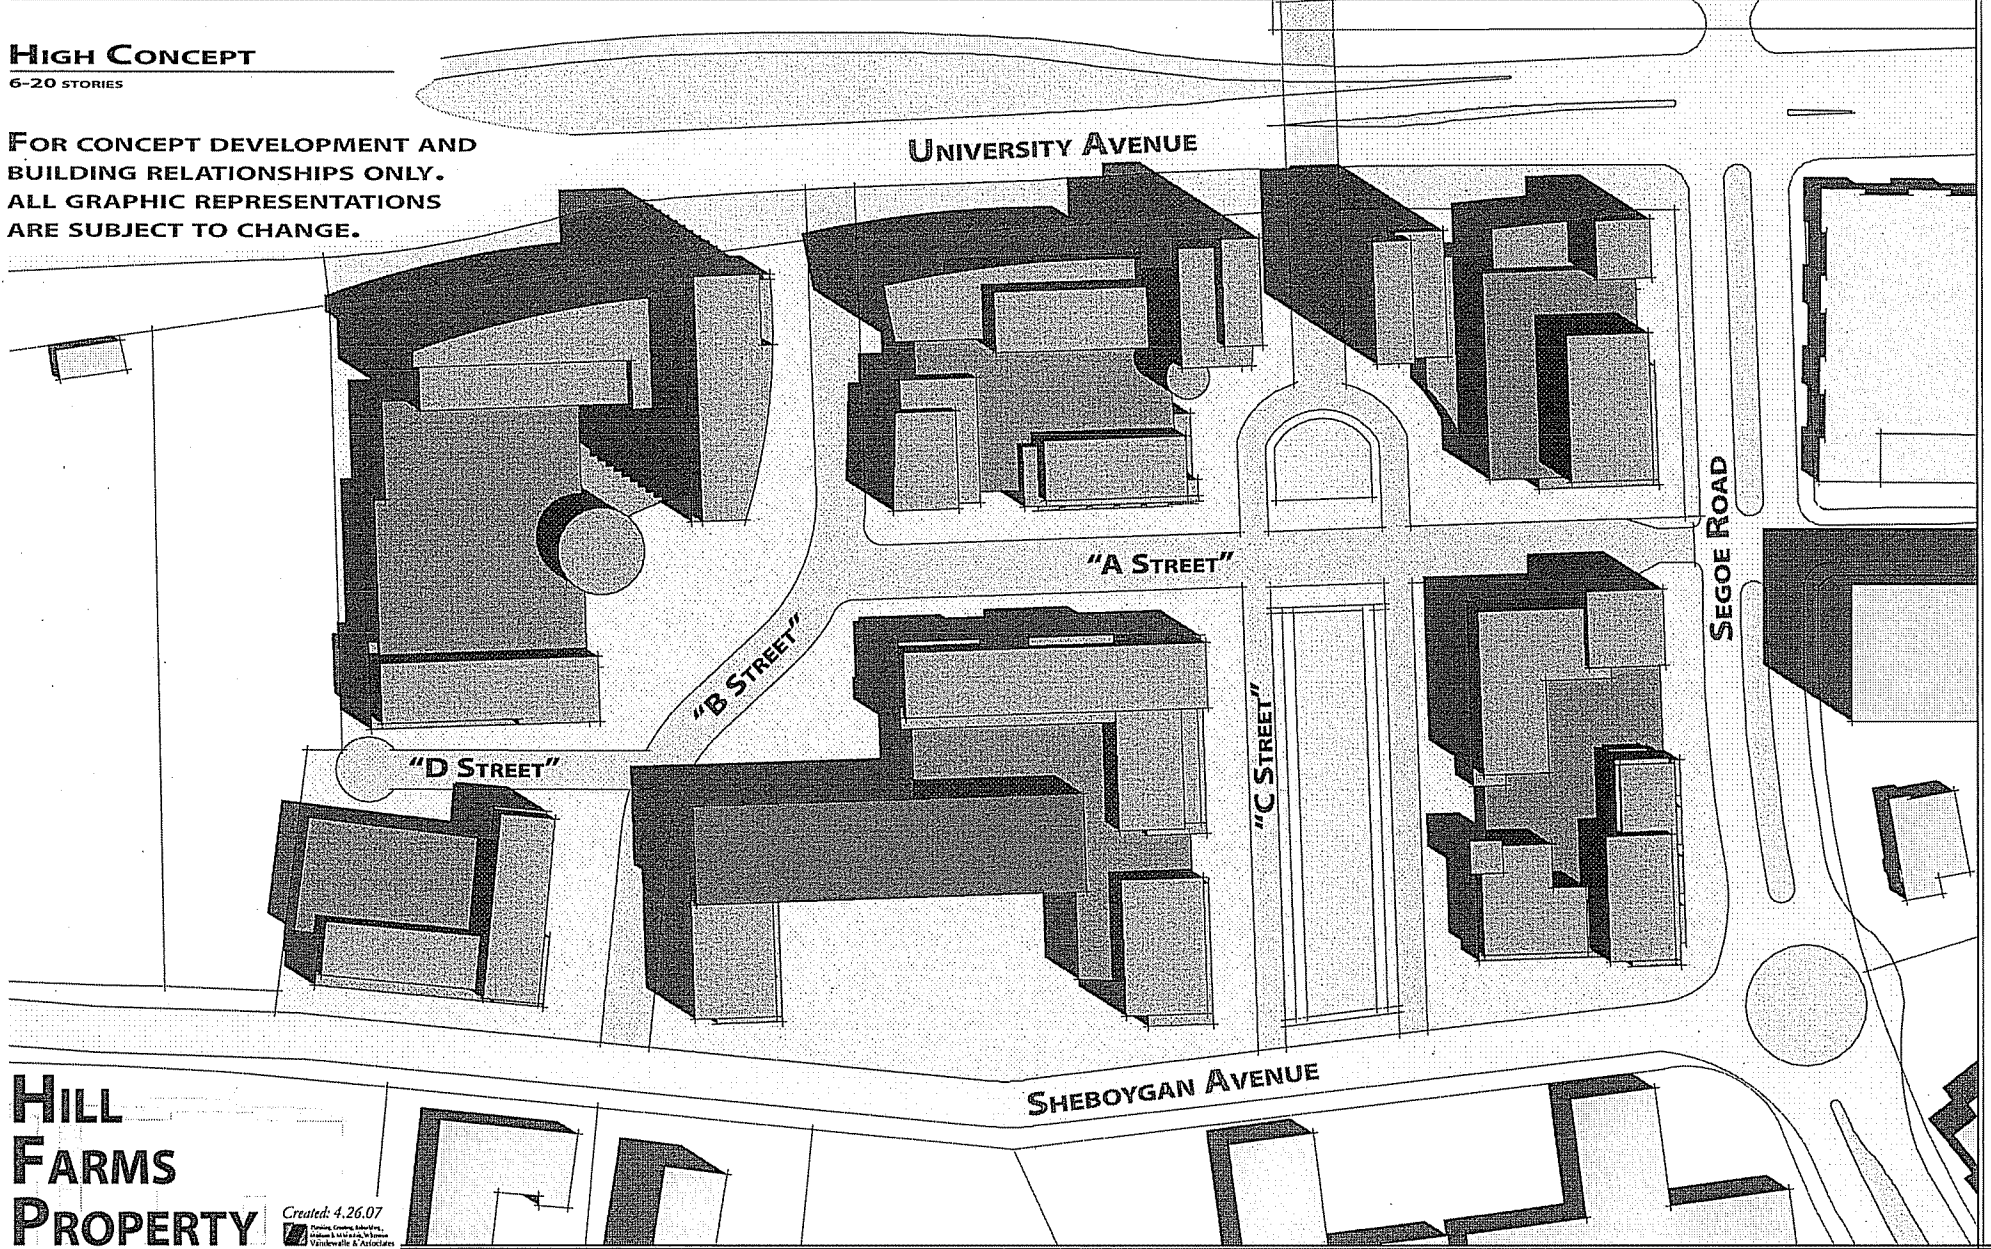 HIGH CONCEPT
6-20 STORIES
FOR CONCEPT DEVELOPMENT AND
BUILDING RELATIONSHIPS ONLY.
ALL GRAPHIC REPRESENTATIONS
ARE SUBJECT TO CHANGE.
UNIVERSITY AVENUE
SEGOE ROAD
"A STREET"
"B STREET"
"C STREET"
"D STREET"
SHEBOYGAN AVENUE
HILL
FARMS
PROPERTY
Created: 4.26.07
Vandewalle & Associates